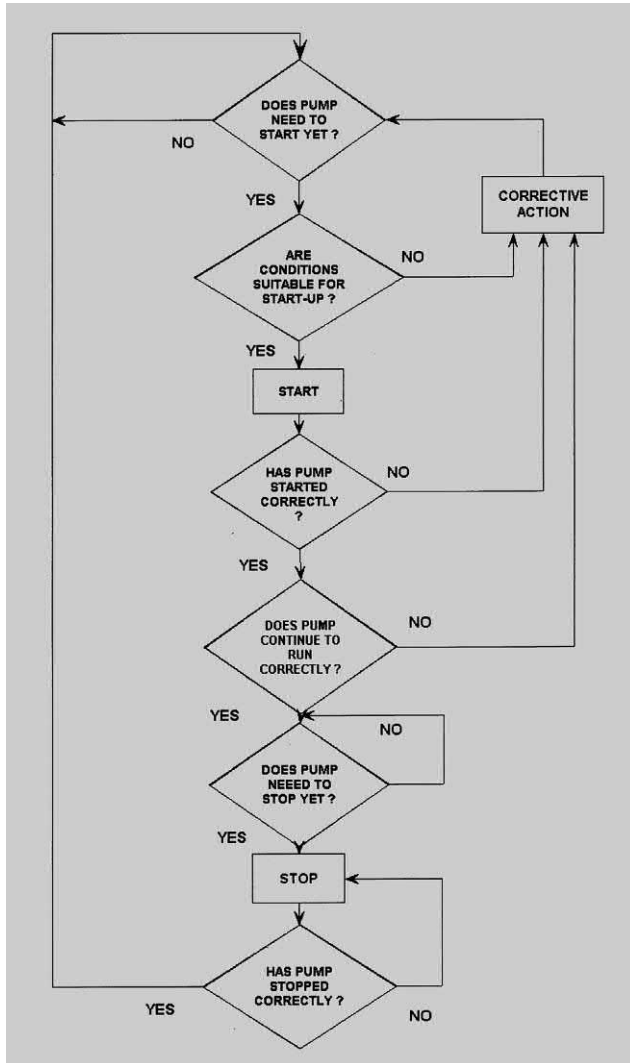 DOES PUMP
NEED TO
START YET ?
NO
YES
CORRECTIVE
ACTION
ARE
CONDITIONS
SUITABLE FOR
START-UP ?
NO
YES
START
HAS PUMP
STARTED
CORRECTLY
?
NO
YES
DOES PUMP
CONTINUE TO
RUN
CORRECTLY ?
NO
YES
NO
DOES PUMP
NEEED TO
STOP YET ?
YES
STOP
HAS PUMP
STOPPED
CORRECTLY ?
YES
NO